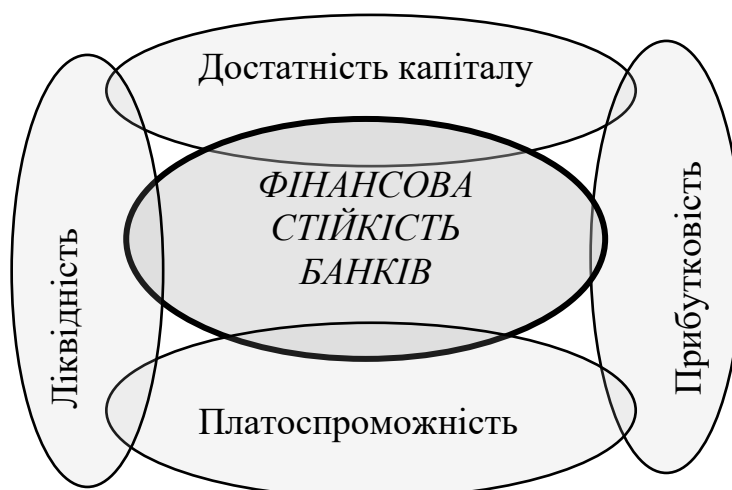 Достатність капіталу
ФІНАНСОВА
СТІЙКІСТЬ
БАНКІВ
Ліквідність
Прибутковість
Платоспроможність